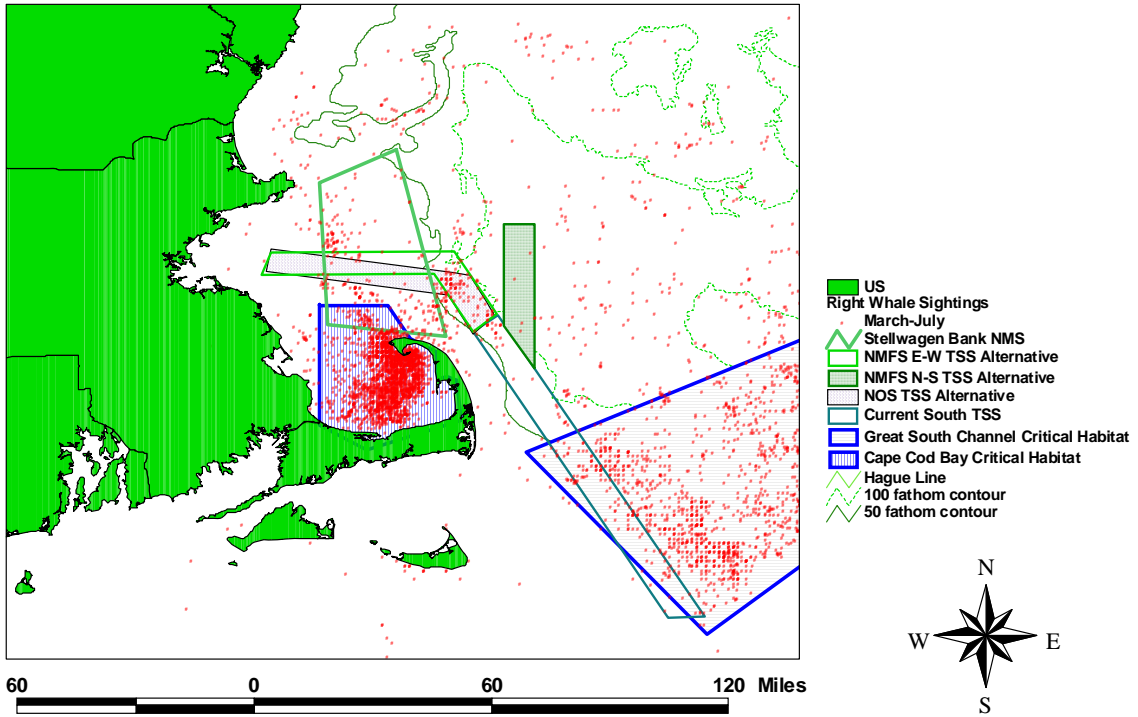 US
Right Whale Sightings
March-July
Stellwagen Bank NMS
NMFS E-W TSS Alternative
NMFS N-S TSS Alternative
NOS TSS Alternative
Current South TSS
Great South Channel Critical Habitat
Cape Cod Bay Critical Habitat
Hague Line
100 fathom contour
50 fathom contour
N
W E
S
60 0 60 120 Miles